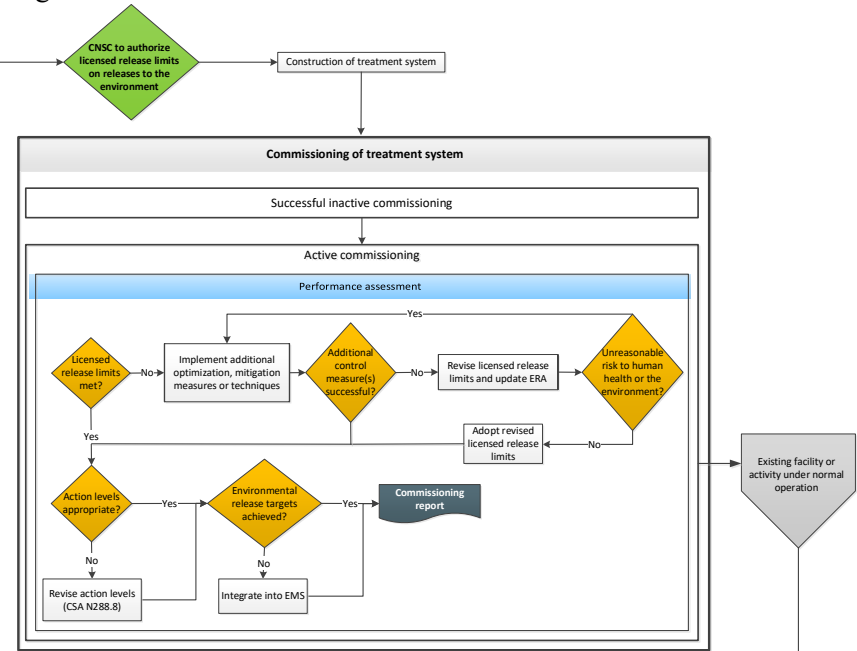 CNSC to authorize
licensed release limits
on releases to the
environment
Construction of treatment system
Commissioning of treatment system
Successful inactive commissioning
Active commissioning
Performance assessment
Yes
Licensed
release limits
met?
No
Implement additional
optimization, mitigation
measures or techniques
Additional
control
measure(s)
successful?
No
Revise licensed release
limits and update ERA
Unreasonable
risk to human
health or the
environment?
Yes
Adopt revised
licensed release
limits
No
Existing facility or
activity under normal
operation
Action levels
appropriate?
Yes
Environmental
release targets
achieved?
Yes
Commissioning
report
No
No
Revise action levels
(CSA N288.8)
Integrate into EMS